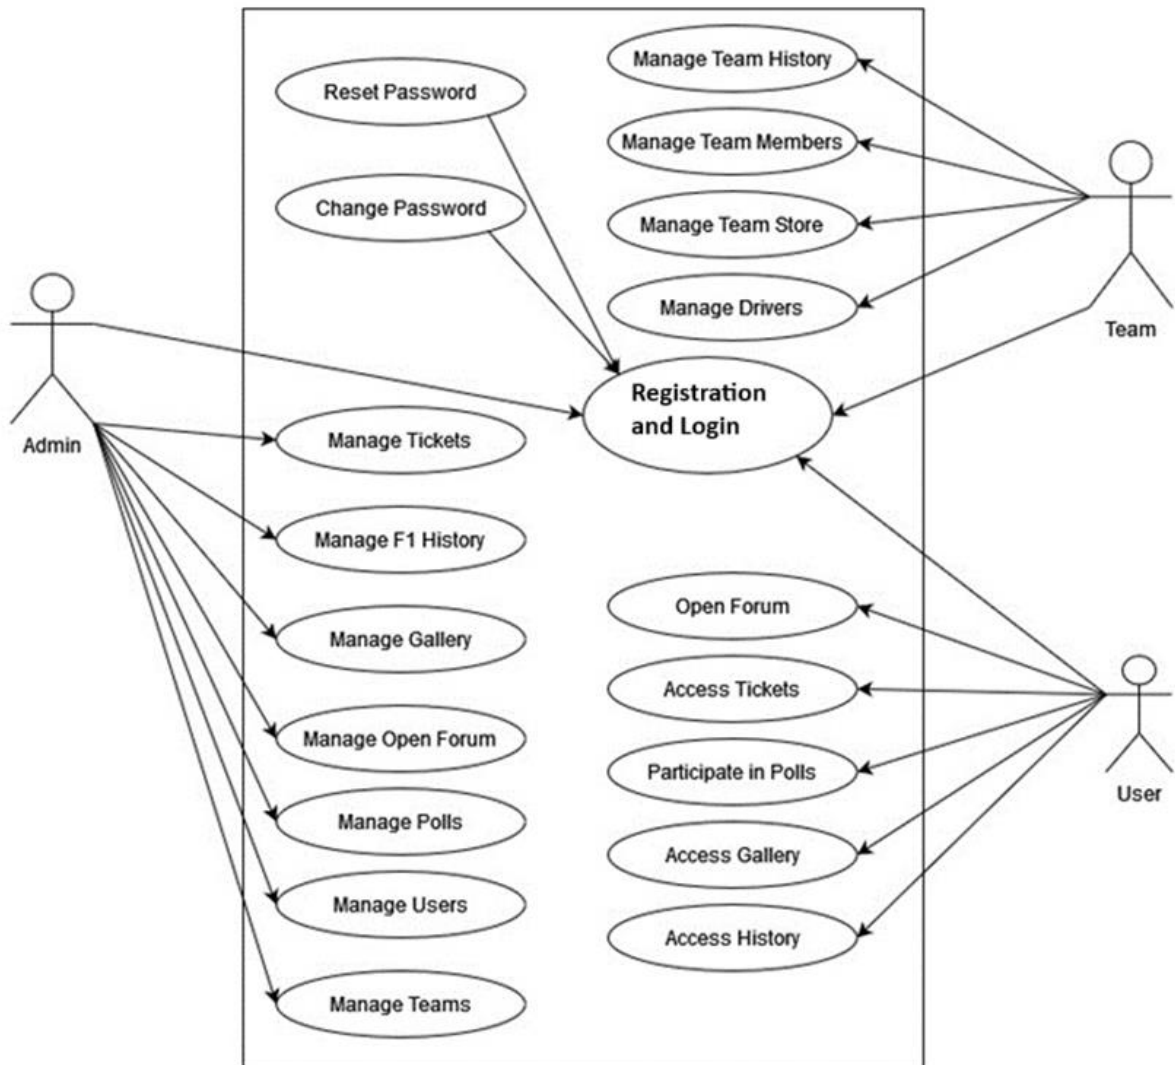 Manage Team History
Reset Password
Manage Team Members
Change Password
Manage Team Store
Manage Drivers
Team
Registration
and Login
Admin
Manage Tickets
Manage F1 History
Open Forum
Manage Gallery
Access Tickets
Manage Open Forum
Participate in Polls
User
Manage Polls
Access Gallery
Manage Users
Access History
Manage Teams